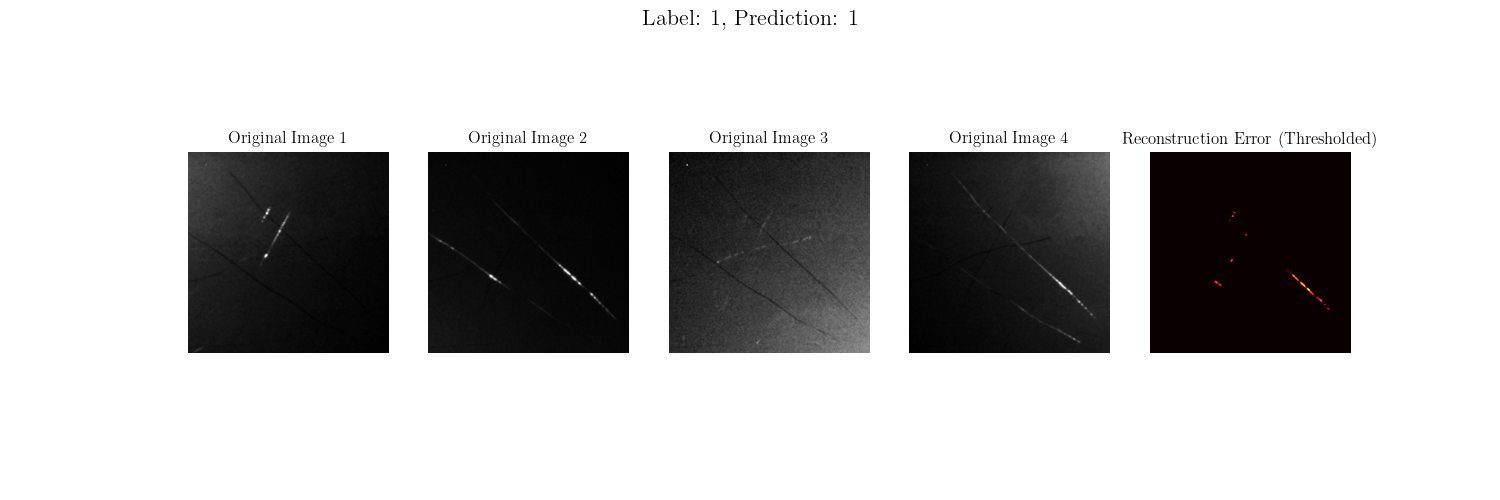 Label: 1, Prediction: 1
Original Image 1
Original Image 2
Original Image 3
Original Image 4
Reconstruction Error (Thresholded)